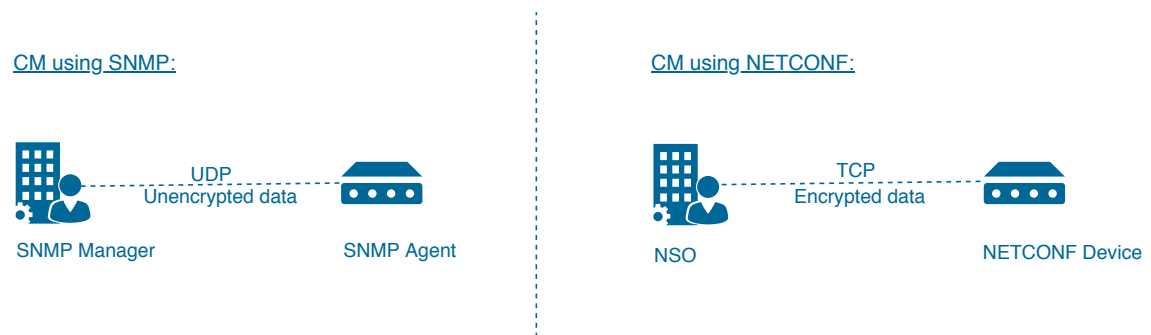 CM using SNMP:
UDP
Unencrypted data
SNMP Manager
SNMP Agent
CM using NETCONF:
TCP
Encrypted data
NSO
NETCONF Device